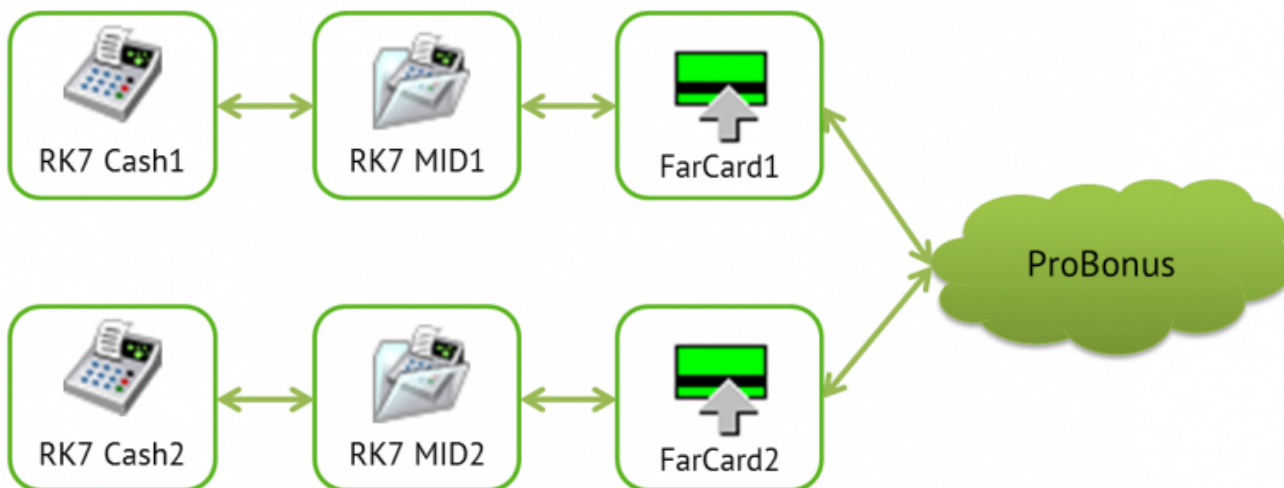 RK7 Cash1
RK7 MID1
FarCard1
ProBonus
RK7 Cash2
RK7 MID2
FarCard2